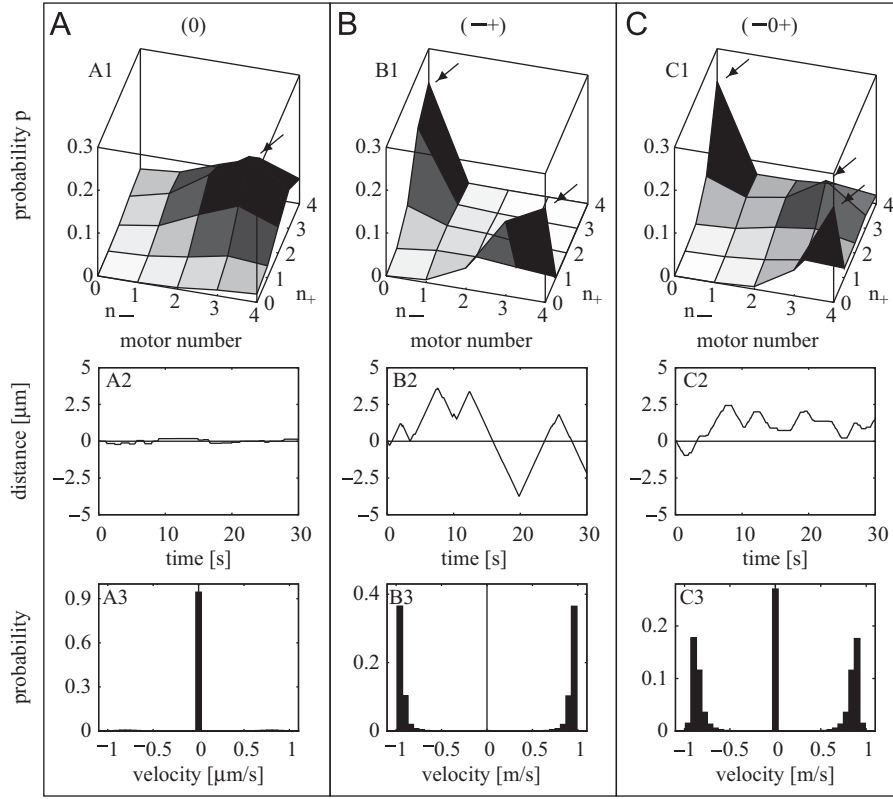 A (0)
B (−+)
C (−0+)
A1
B1
C1
probability p
0.3
0.2
0.1
0
0 1 2 3 4
n−
0 1 2 3 4
n+
motor number
0.3
0.2
0.1
0
0 1 2 3 4
n−
0 1 2 3 4
n+
motor number
0.3
0.2
0.1
0
0 1 2 3 4
n−
0 1 2 3 4
n+
motor number
distance [µm]
A2
5
2.5
0
−2.5
−5
0 10 20 30
time [s]
B2
5
2.5
0
−2.5
−5
0 10 20 30
time [s]
C2
5
2.5
0
−2.5
−5
0 10 20 30
time [s]
probability
A3
0.9
0.6
0.3
0
−1 −0.5 0 0.5 1
velocity [µm/s]
B3
0.4
0.2
0
−1 −0.5 0 0.5 1
velocity [m/s]
C3
0.2
0.1
0
−1 −0.5 0 0.5 1
velocity [m/s]